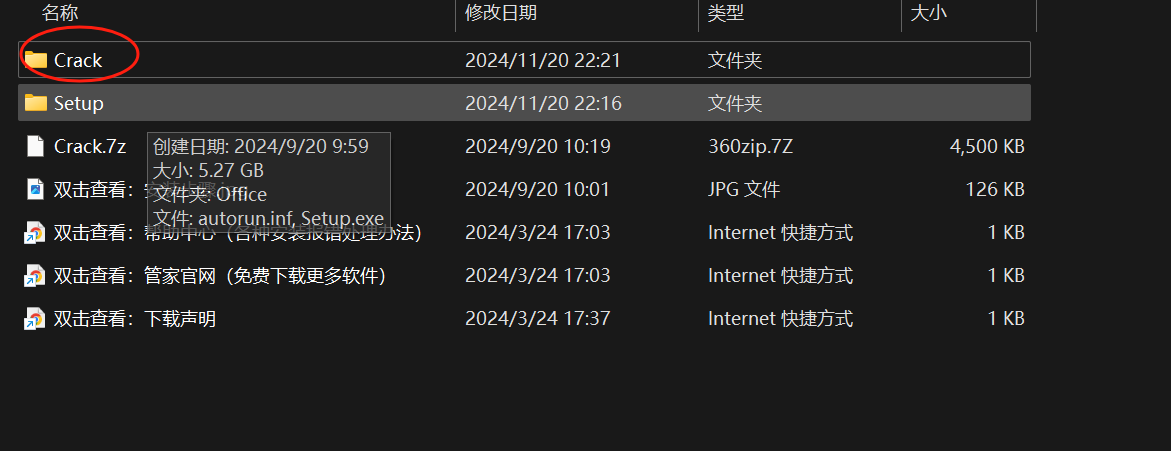 名称 修改日期 类型 大小
Crack 2024/11/20 22:21 文件夹
Setup 2024/11/20 22:16 文件夹
Crack.7z 2024/9/20 10:19 360zip.7Z 4,500 KB
双击查看： 2024/9/20 10:01 JPG 文件 126 KB
双击查看：帮助中心（各种安装报错处理办法） 2024/3/24 17:03 Internet 快捷方式 1 KB
双击查看：管家官网（免费下载更多软件） 2024/3/24 17:03 Internet 快捷方式 1 KB
双击查看：下载声明 2024/3/24 17:37 Internet 快捷方式 1 KB
创建日期: 2024/9/20 9:59
大小: 5.27 GB
文件夹: Office
文件: autorun.inf, Setup.exe